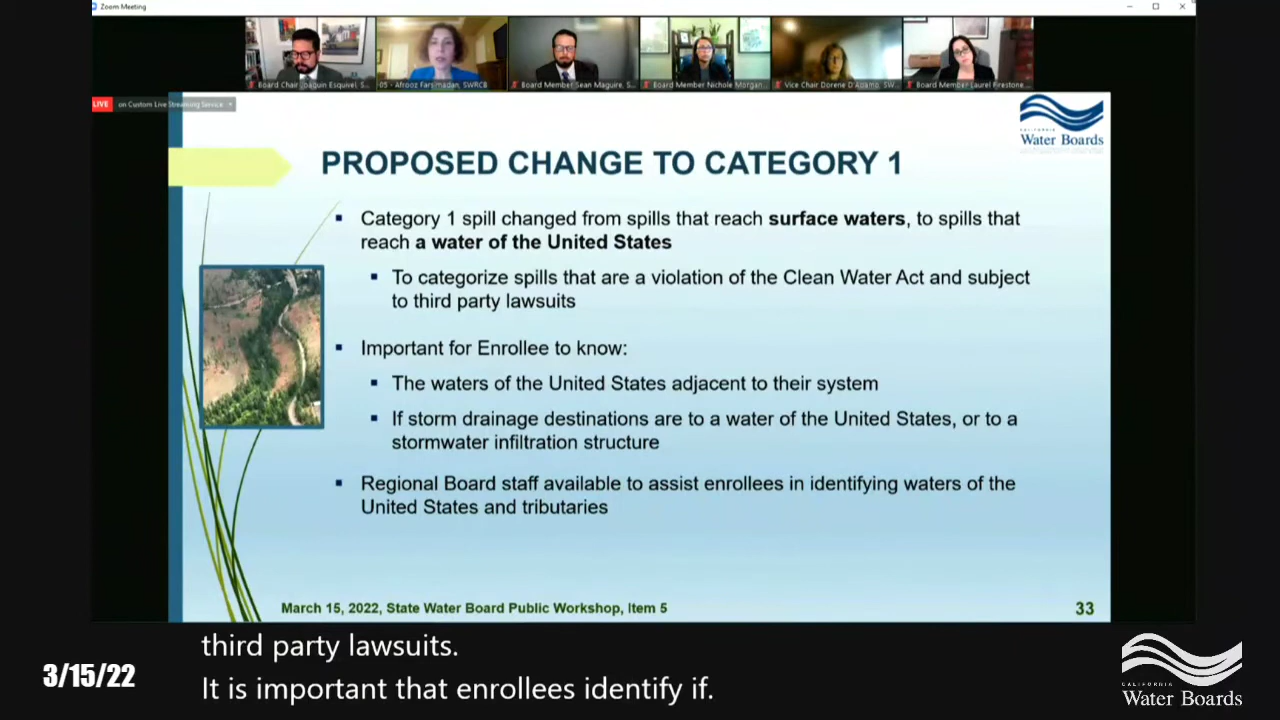 Zoom Meeting
Board Chair Joaquin Esquivel, S...
05 - Afrooz Farsimadan, SWRCB
Board Member Sean Maguire, S...
Board Member Nichole Morgan...
Vice Chair Dorene D'Adamo, SW...
Board Member Laurel Firestone...
LIVE on Custom Live Streaming Service
CALIFORNIA
Water Boards
PROPOSED CHANGE TO CATEGORY 1
Category 1 spill changed from spills that reach surface waters, to spills that
reach a water of the United States
To categorize spills that are a violation of the Clean Water Act and subject
to third party lawsuits
Important for Enrollee to know:
The waters of the United States adjacent to their system
If storm drainage destinations are to a water of the United States, or to a
stormwater infiltration structure
Regional Board staff available to assist enrollees in identifying waters of the
United States and tributaries
March 15, 2022, State Water Board Public Workshop, Item 5
33
third party lawsuits.
It is important that enrollees identify if.
3/15/22
CALIFORNIA
Water Boards